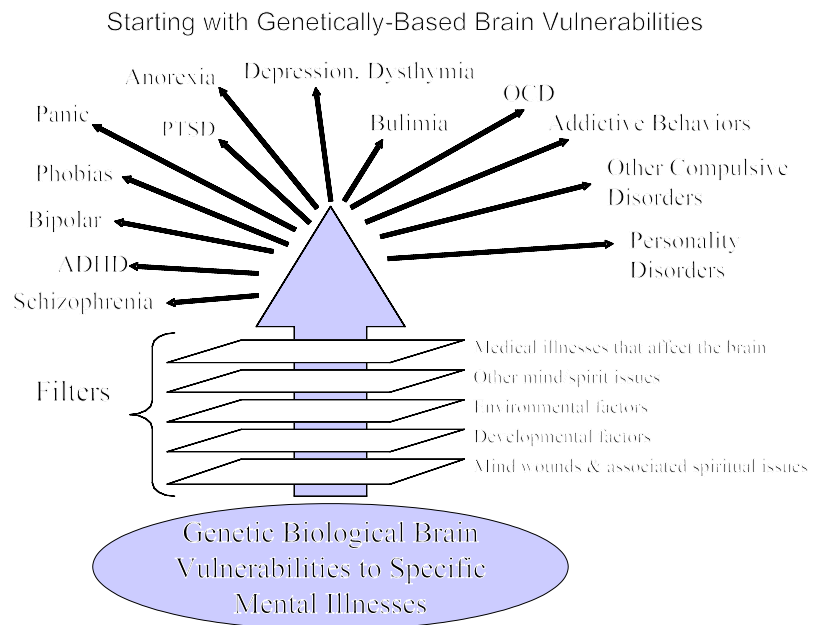 Starting with Genetically-Based Brain Vulnerabilities
Anorexia
Depression, Dysthymia
OCD
Panic
PTSD
Bulimia
Addictive Behaviors
Phobias
Other Compulsive
Disorders
Bipolar
Personality
Disorders
ADHD
Schizophrenia
Filters
Medical illnesses that affect the brain
Other mind spirit issues
Environmental factors
Developmental factors
Mind wounds & associated spiritual issues
Genetic Biological Brain
Vulnerabilities to Specific
Mental Illnesses